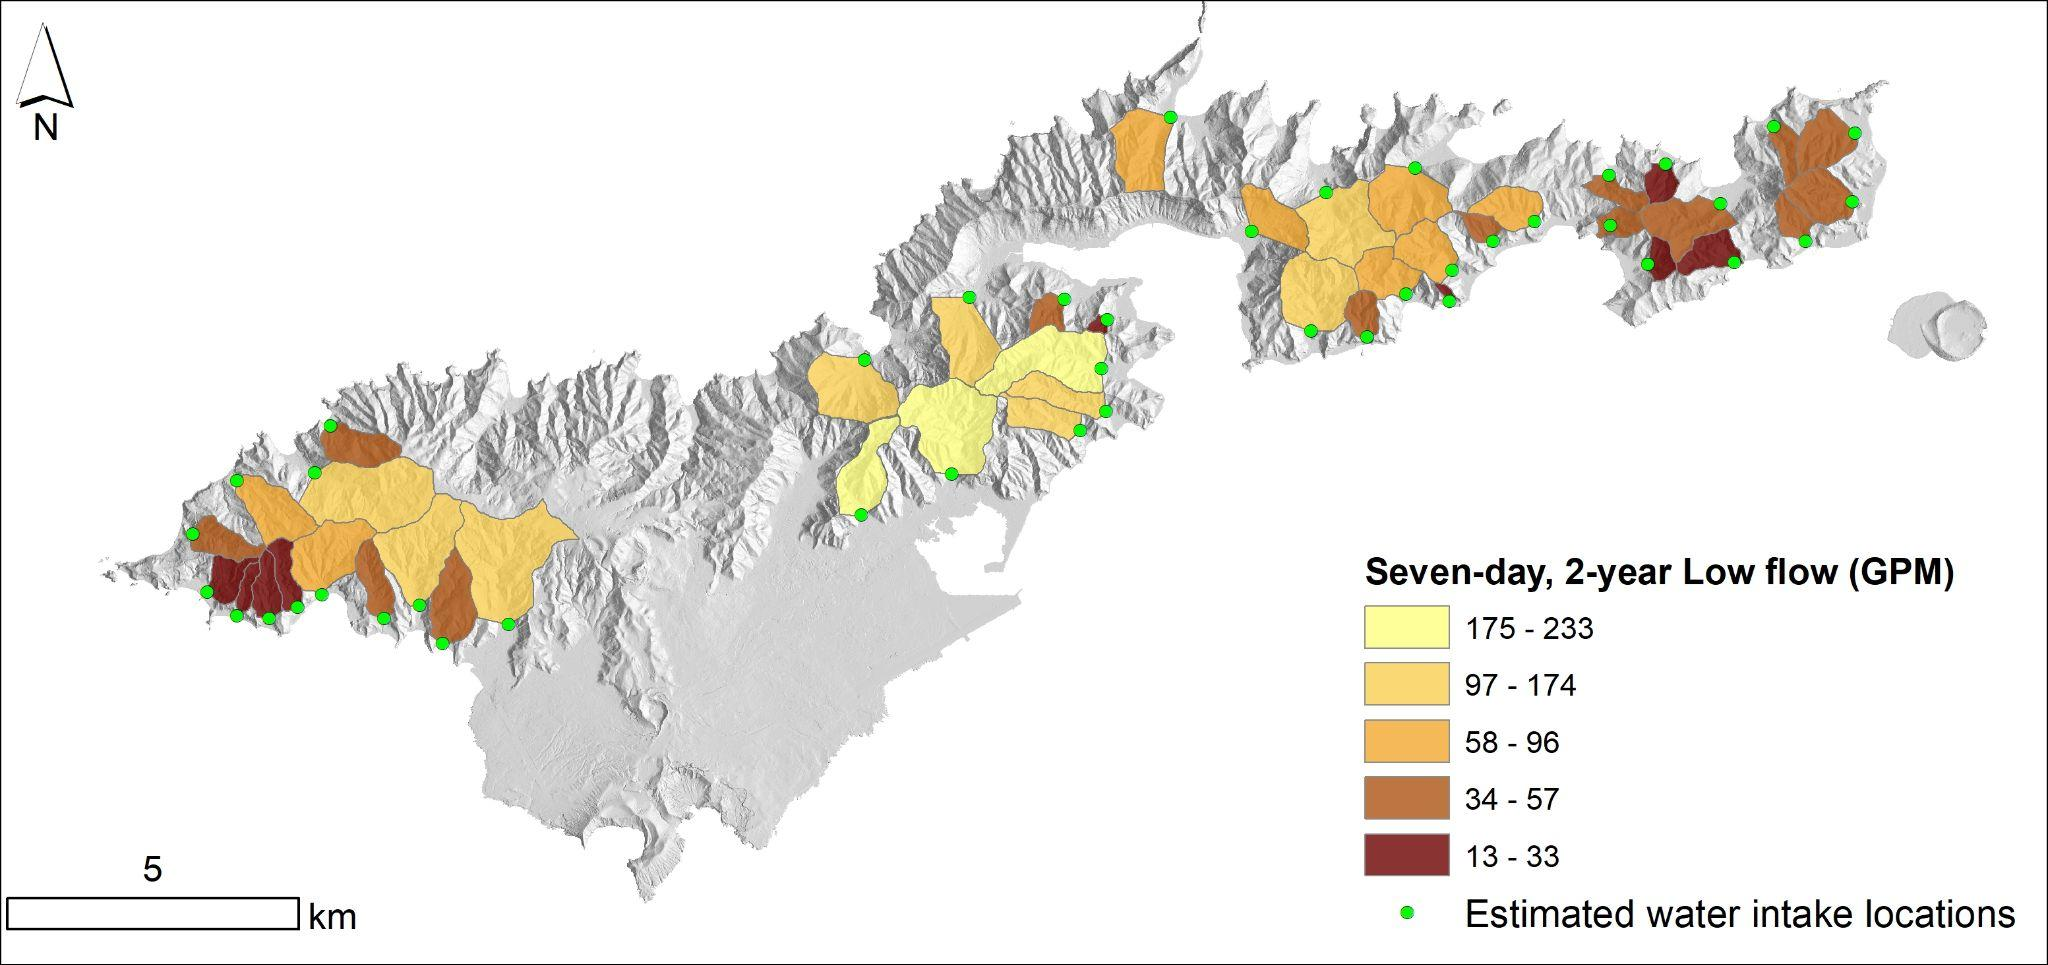 N
Seven-day, 2-year Low flow (GPM)
175 - 233
97 - 174
58 - 96
34 - 57
13 - 33
Estimated water intake locations
5
km